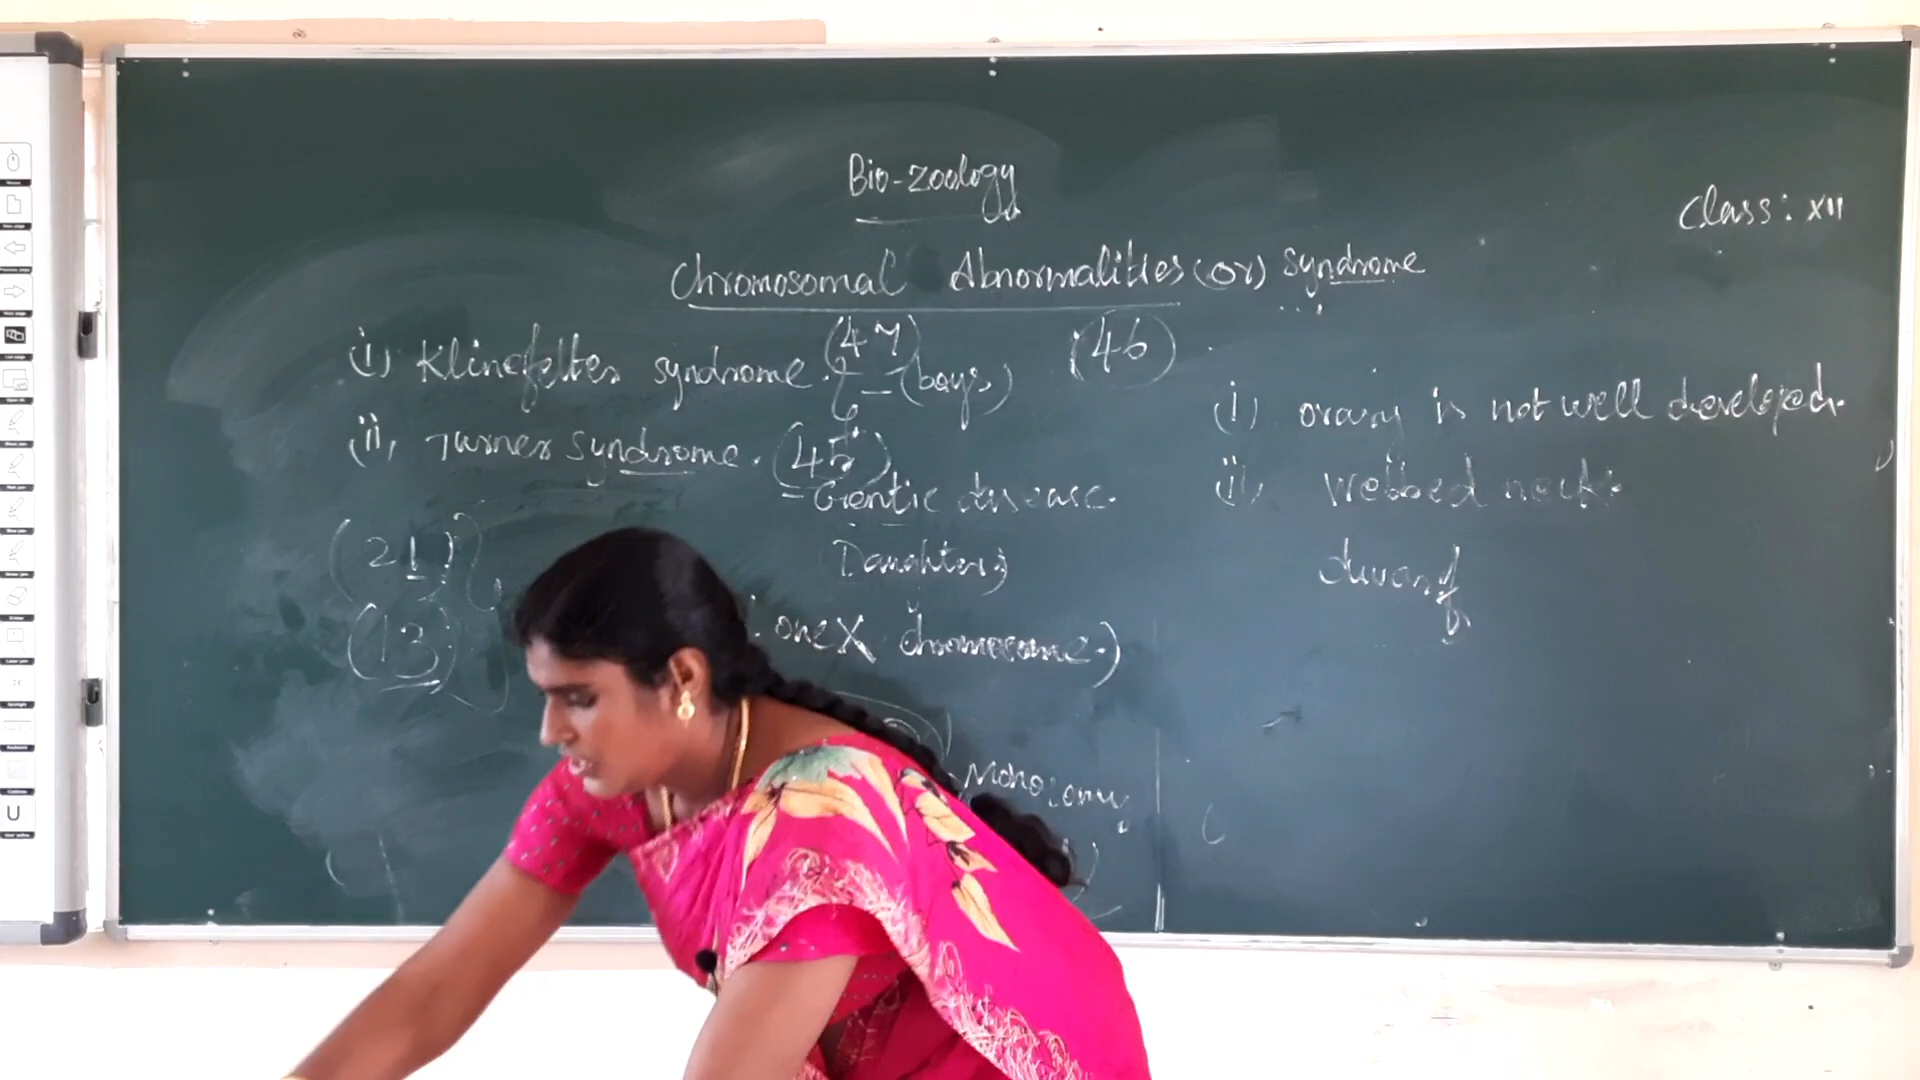 Bio-zoology
Class: XII
Chromosomal Abnormalities (or) Syndrome
(i) Klinefelter syndrome. (47) – (boys)
(46)
(ii) Turner Syndrome. (45)
– Gentic disease.
Daughters
one X chromosome.)
Monosomy
(21)
(13)
(i) ovary is not well developed.
(ii) Webbed neck.
dwarf